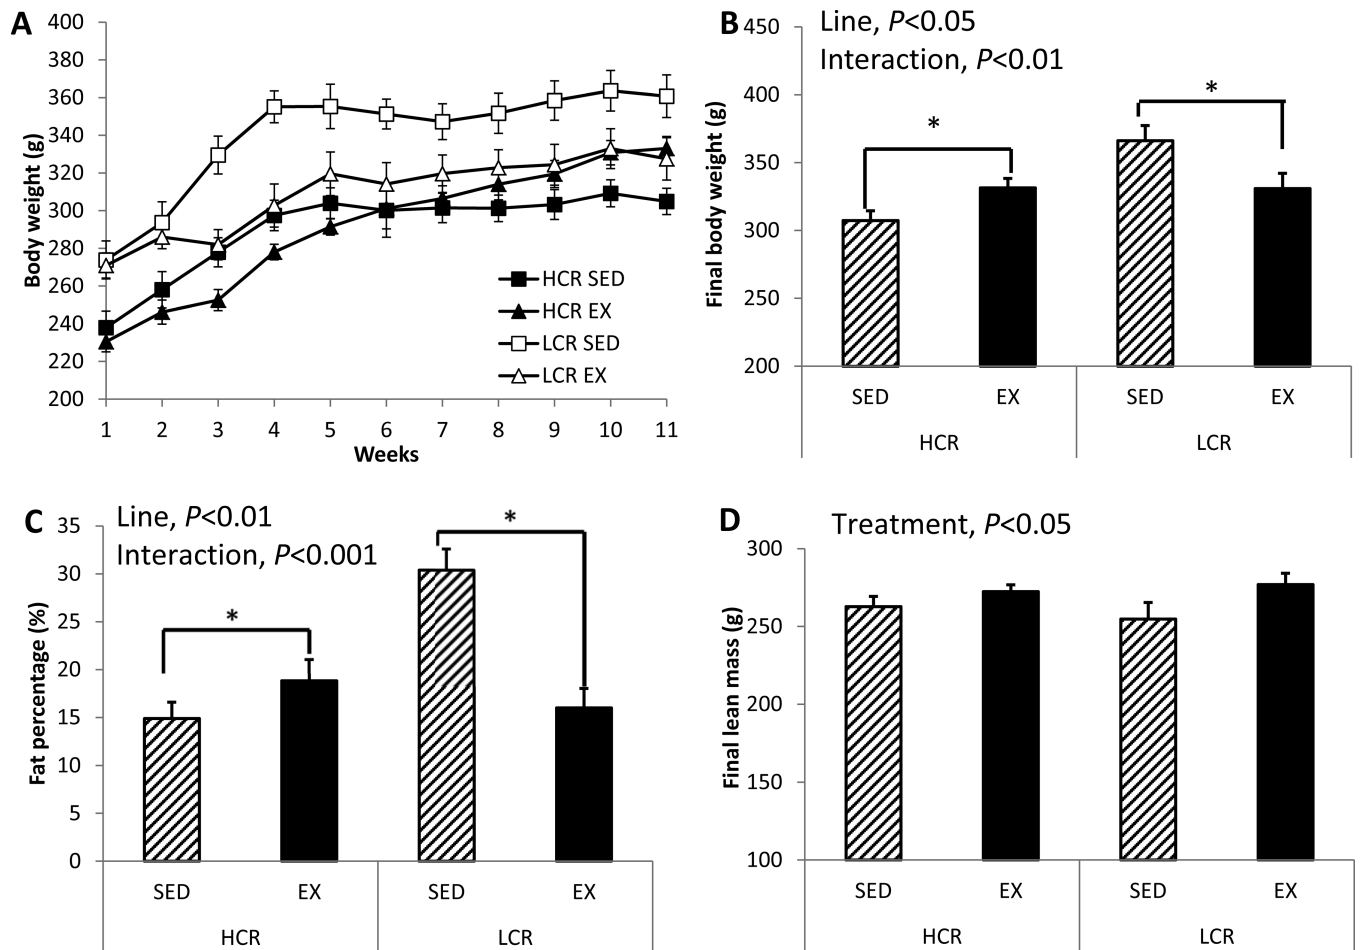 A
400
380
360
340
320
300
280
260
240
220
200
Body weight (g)
HCR SED
HCR EX
LCR SED
LCR EX
1 2 3 4 5 6 7 8 9 10 11
Weeks
B
Line, P<0.05
Interaction, P<0.01
450
400
350
300
250
200
Final body weight (g)
*
*
SED EX SED EX
HCR LCR
C
Line, P<0.01
Interaction, P<0.001
35
30
25
20
15
10
5
0
Fat percentage (%)
*
*
SED EX SED EX
HCR LCR
D
Treatment, P<0.05
300
250
200
150
100
Final lean mass (g)
SED EX SED EX
HCR LCR